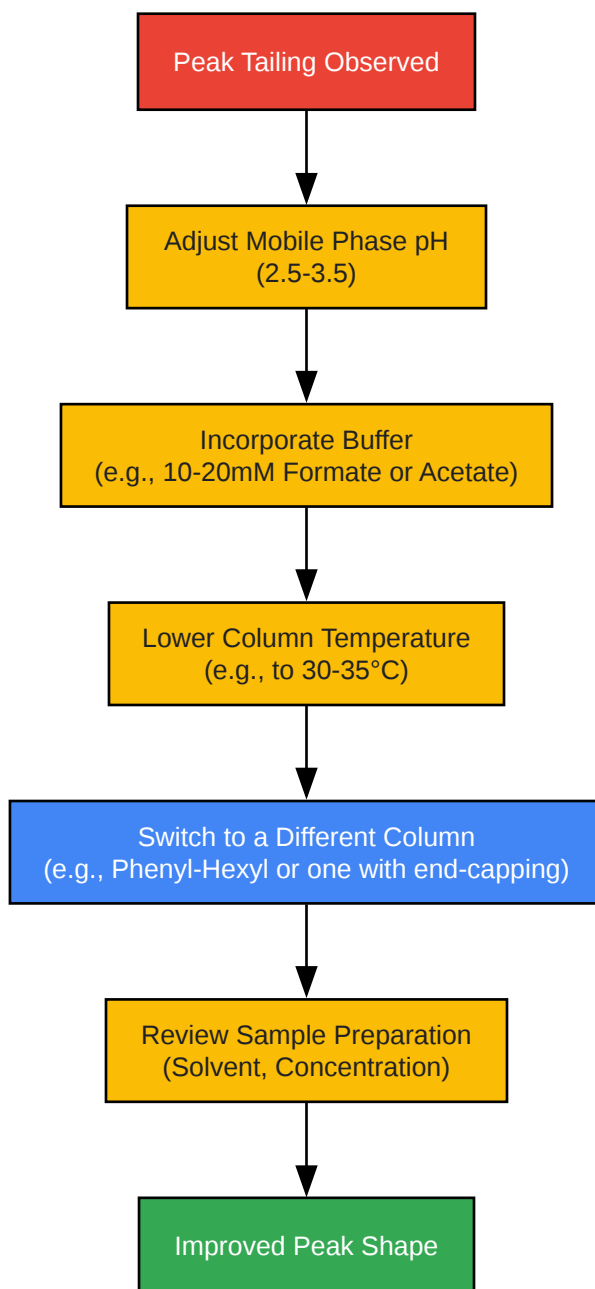 Peak Tailing Observed
Adjust Mobile Phase pH
(2.5-3.5)
Incorporate Buffer
(e.g., 10-20mM Formate or Acetate)
Lower Column Temperature
(e.g., to 30-35°C)
Switch to a Different Column
(e.g., Phenyl-Hexyl or one with end-capping)
Review Sample Preparation
(Solvent, Concentration)
Improved Peak Shape